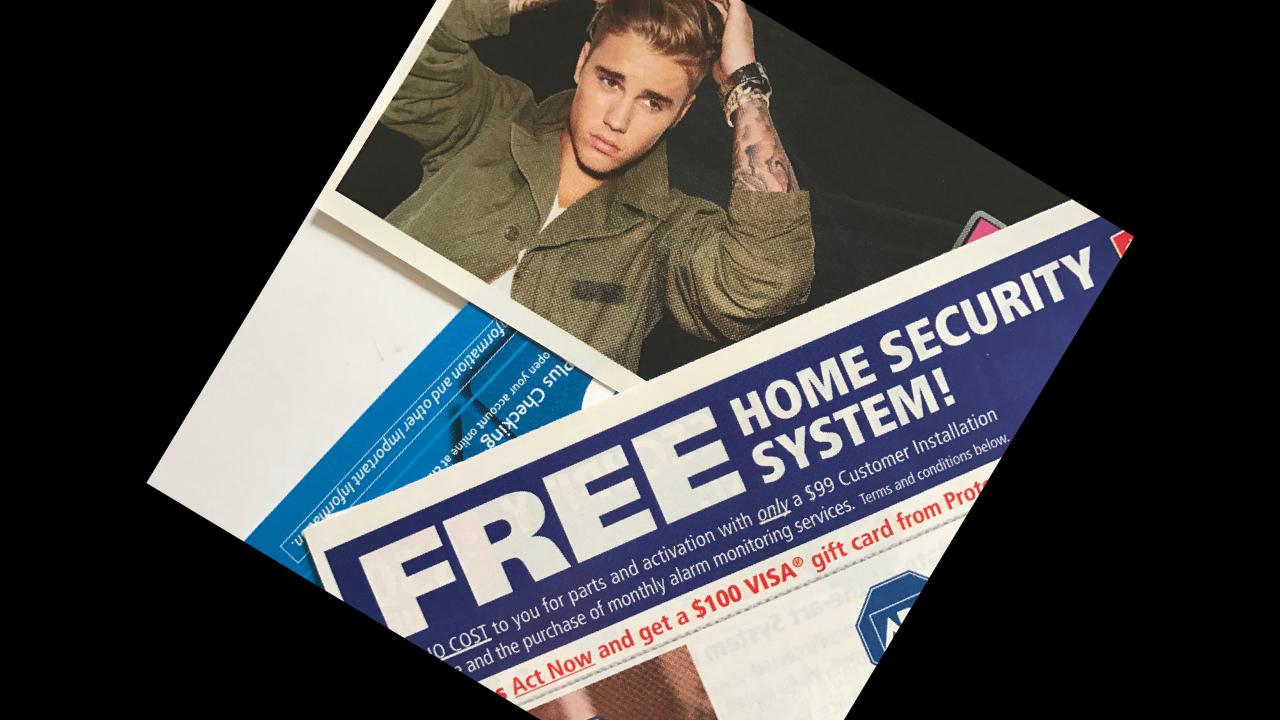 formation and other Important Informa
n.
Plus Checking
open your account online at
FREE
HOME SECURITY
SYSTEM!
NO COST to you for parts and activation with only a $99 Customer Installation
and the purchase of monthly alarm monitoring services. Terms and conditions below.
Act Now and get a $100 VISA® gift card from Prote